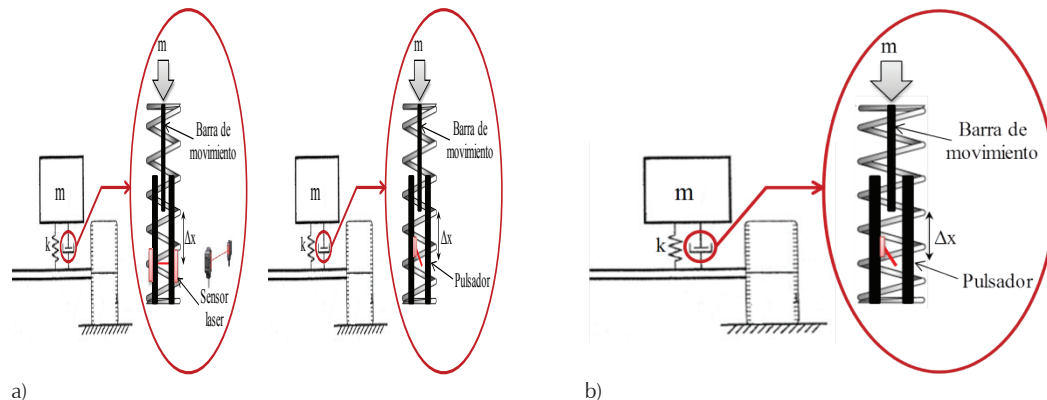 m
Barra de
movimiento
m
k
Δx
Sensor
laser
m
Barra de
movimiento
m
k
Δx
Pulsador
a)
m
Barra de
movimiento
m
k
Δx
Pulsador
b)